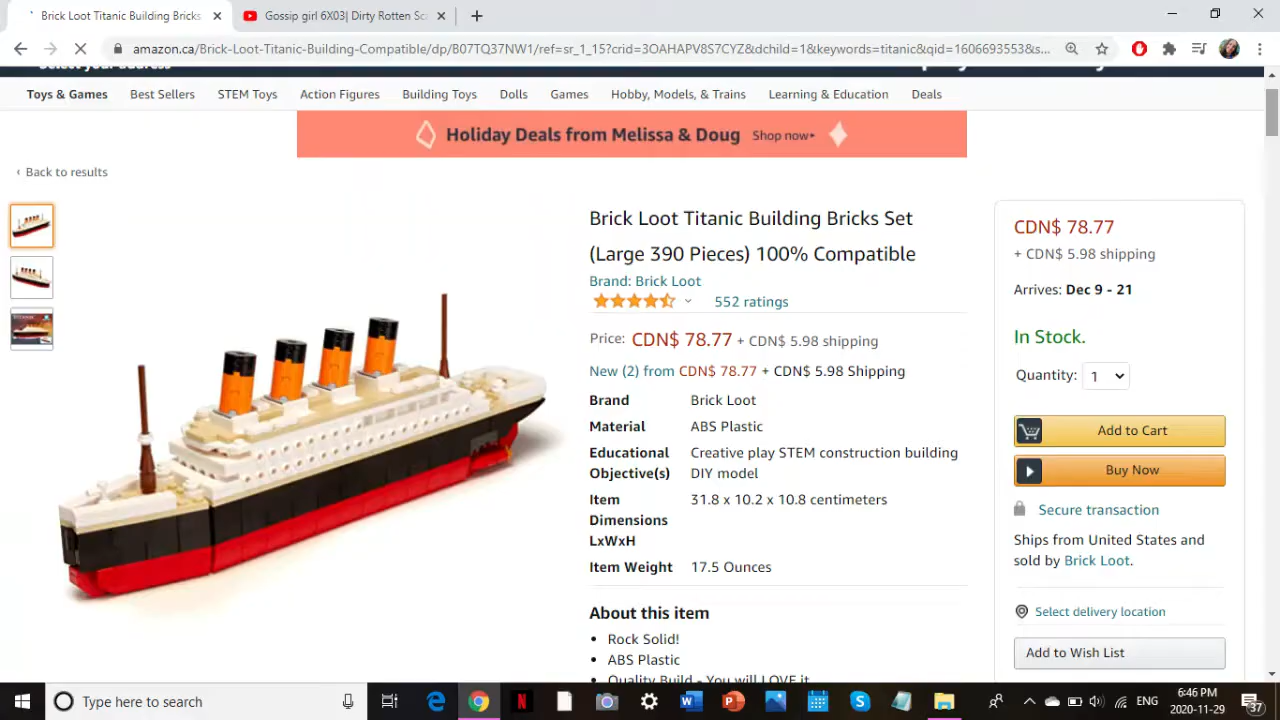 Brick Loot Titanic Building Bricks
Gossip girl 6X03| Dirty Rotten Sc
amazon.ca/Brick-Loot-Titanic-Building-Compatible/dp/B07TQ37NW1/ref=sr_1_15?crid=3OAHAPV8S7CYZ&dchild=1&keywords=titanic&qid=1606693553&s...
Toys & Games Best Sellers STEM Toys Action Figures Building Toys Dolls Games Hobby, Models, & Trains Learning & Education Deals
Holiday Deals from Melissa & Doug Shop now▸
‹ Back to results
Brick Loot Titanic Building Bricks Set
(Large 390 Pieces) 100% Compatible
Brand: Brick Loot
552 ratings
Price: CDN$ 78.77 + CDN$ 5.98 shipping
New (2) from CDN$ 78.77 + CDN$ 5.98 Shipping
Brand Brick Loot
Material ABS Plastic
Educational Creative play STEM construction building
Objective(s) DIY model
Item 31.8 x 10.2 x 10.8 centimeters
Dimensions
LxWxH
Item Weight 17.5 Ounces
About this item
• Rock Solid!
• ABS Plastic
• Quality Build - You will LOVE it
CDN$ 78.77
+ CDN$ 5.98 shipping
Arrives: Dec 9 - 21
In Stock.
Quantity: 1
Add to Cart
Buy Now
Secure transaction
Ships from United States and
sold by Brick Loot.
Select delivery location
Add to Wish List
Type here to search
ENG
6:46 PM
2020-11-29
37